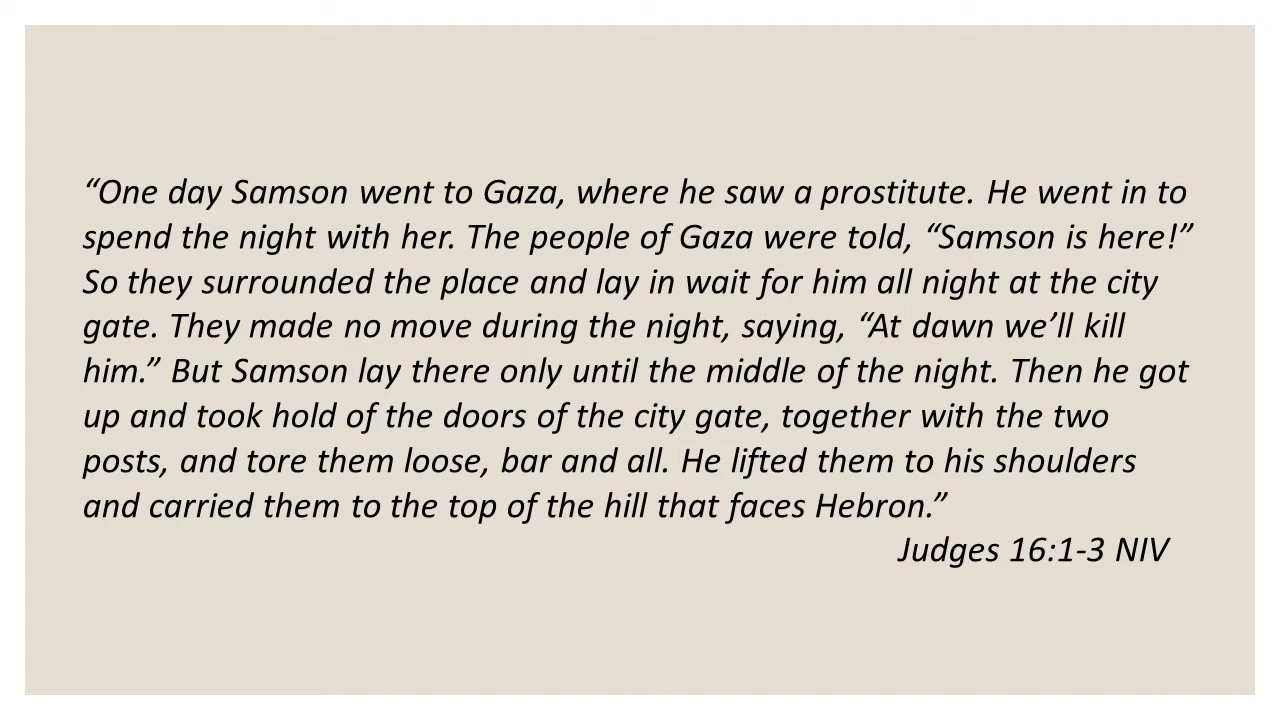 “One day Samson went to Gaza, where he saw a prostitute. He went in to
spend the night with her. The people of Gaza were told, “Samson is here!”
So they surrounded the place and lay in wait for him all night at the city
gate. They made no move during the night, saying, “At dawn we’ll kill
him.” But Samson lay there only until the middle of the night. Then he got
up and took hold of the doors of the city gate, together with the two
posts, and tore them loose, bar and all. He lifted them to his shoulders
and carried them to the top of the hill that faces Hebron.”
Judges 16:1-3 NIV